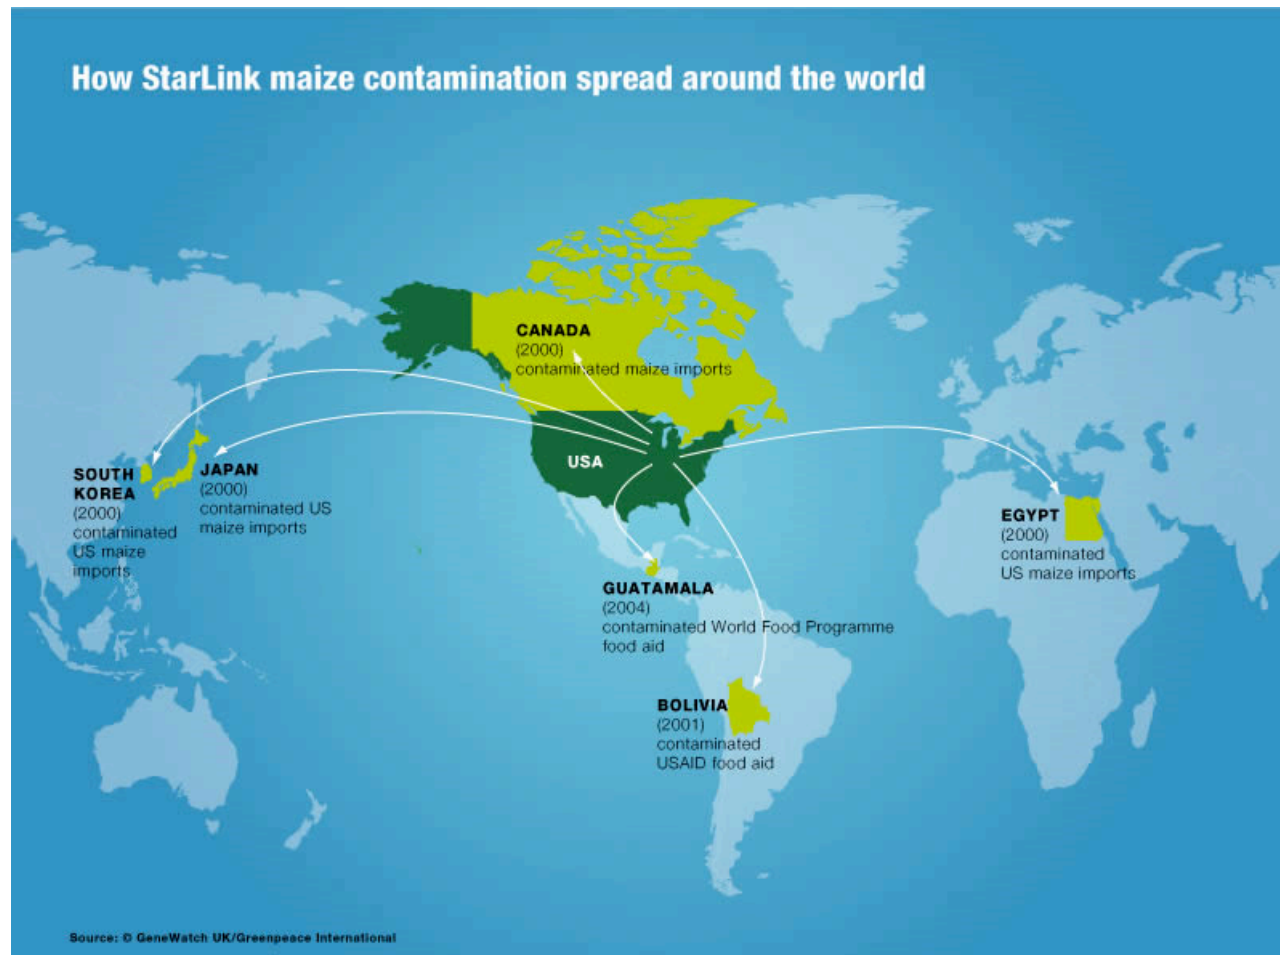 How StarLink maize contamination spread around the world
CANADA
(2000)
contaminated maize imports
USA
SOUTH
KOREA
(2000)
contaminated
US maize
imports
JAPAN
(2000)
contaminated US
maize imports
EGYPT
(2000)
contaminated
US maize imports
GUATAMALA
(2004)
contaminated World Food Programme
food aid
BOLIVIA
(2001)
contaminated
USAID food aid
Source: © GeneWatch UK/Greenpeace International